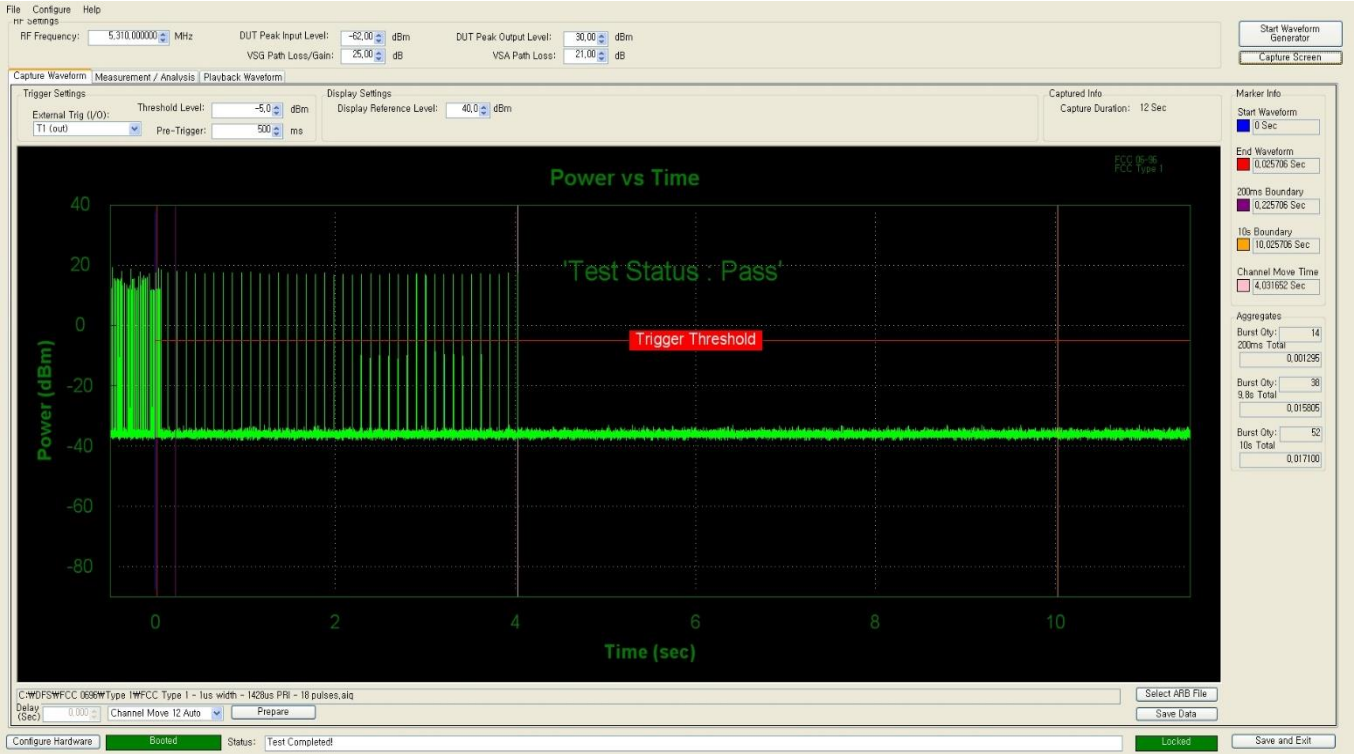 File Configure Help
RF Settings
RF Frequency: 5,310,000000 MHz DUT Peak Input Level: -62,00 dBm DUT Peak Output Level: 30,00 dBm
VSG Path Loss/Gain: 25,00 dB VSA Path Loss: 21,00 dB
Start Waveform
Generator
Capture Screen
Capture Waveform Measurement / Analysis Playback Waveform
Trigger Settings
External Trig (I/O):
T1 (out)
Threshold Level: -5,0 dBm
Pre-Trigger: 500 ms
Display Settings
Display Reference Level: 40,0 dBm
Captured Info
Capture Duration: 12 Sec
Marker Info
Start Waveform
0 Sec
End Waveform
0,025706 Sec
200ms Boundary
0,225706 Sec
10s Boundary
10,025706 Sec
Channel Move Time
4,031652 Sec
Aggregates
Burst Qty: 14
200ms Total
0,001295
Burst Qty: 38
9,8s Total
0,015805
Burst Qty: 52
10s Total
0,017100
FCC 06-96
FCC Type 1
Power vs Time
'Test Status : Pass'
Trigger Threshold
Power (dBm)
40
20
0
-20
-40
-60
-80
0 2 4 6 8 10
Time (sec)
C:₩DFS₩FCC 0696₩Type 1₩FCC Type 1 - 1us width - 1428us PRI - 18 pulses,aiq
Select ARB File
Delay
(Sec) 0,000 Channel Move 12 Auto Prepare
Save Data
Configure Hardware Booted Status: Test Completed! Locked Save and Exit